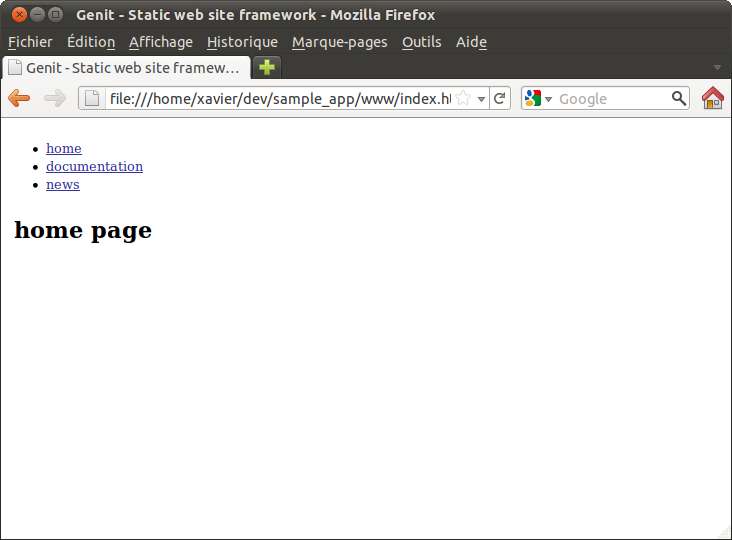 Genit - Static web site framework - Mozilla Firefox
Fichier Édition Affichage Historique Marque-pages Outils Aide
Genit - Static web site framew...
file:///home/xavier/dev/sample_app/www/index.h Google
home
documentation
news
home page